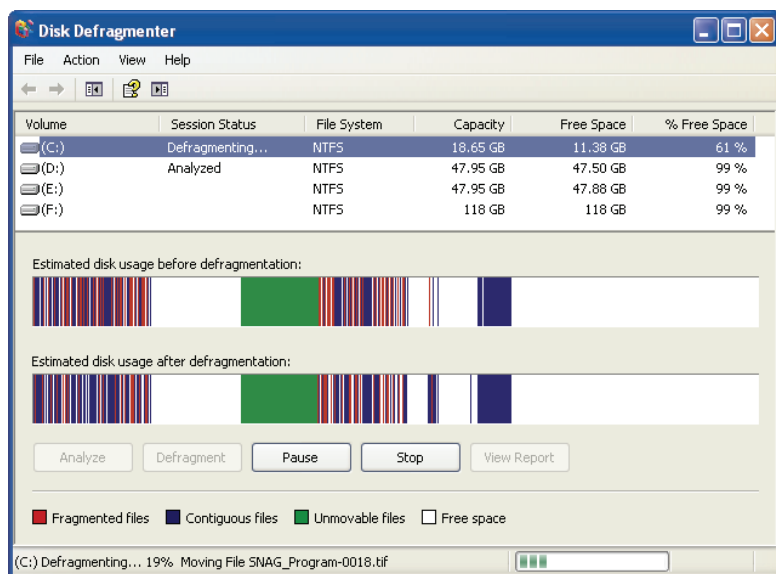 Disk Defragmenter
File Action View Help
Volume Session Status File System Capacity Free Space % Free Space
(C:) Defragmenting... NTFS 18.65 GB 11.38 GB 61 %
(D:) Analyzed NTFS 47.95 GB 47.50 GB 99 %
(E:) NTFS 47.95 GB 47.88 GB 99 %
(F:) NTFS 118 GB 118 GB 99 %
Estimated disk usage before defragmentation:
Estimated disk usage after defragmentation:
Analyze Defragment Pause Stop View Report
Fragmented files Contiguous files Unmovable files Free space
(C:) Defragmenting... 19% Moving File SNAG_Program-0018.tif